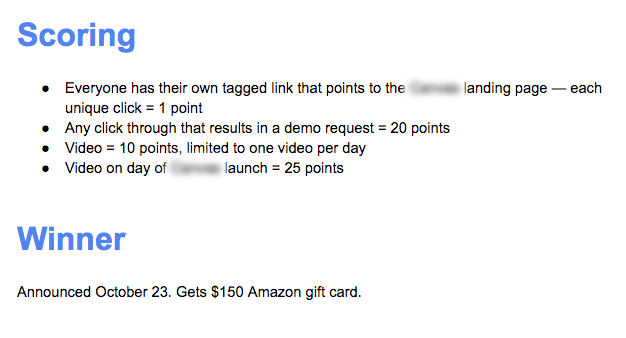 Scoring
● Everyone has their own tagged link that points to the landing page — each
unique click = 1 point
● Any click through that results in a demo request = 20 points
● Video = 10 points, limited to one video per day
● Video on day of launch = 25 points
Winner
Announced October 23. Gets $150 Amazon gift card.